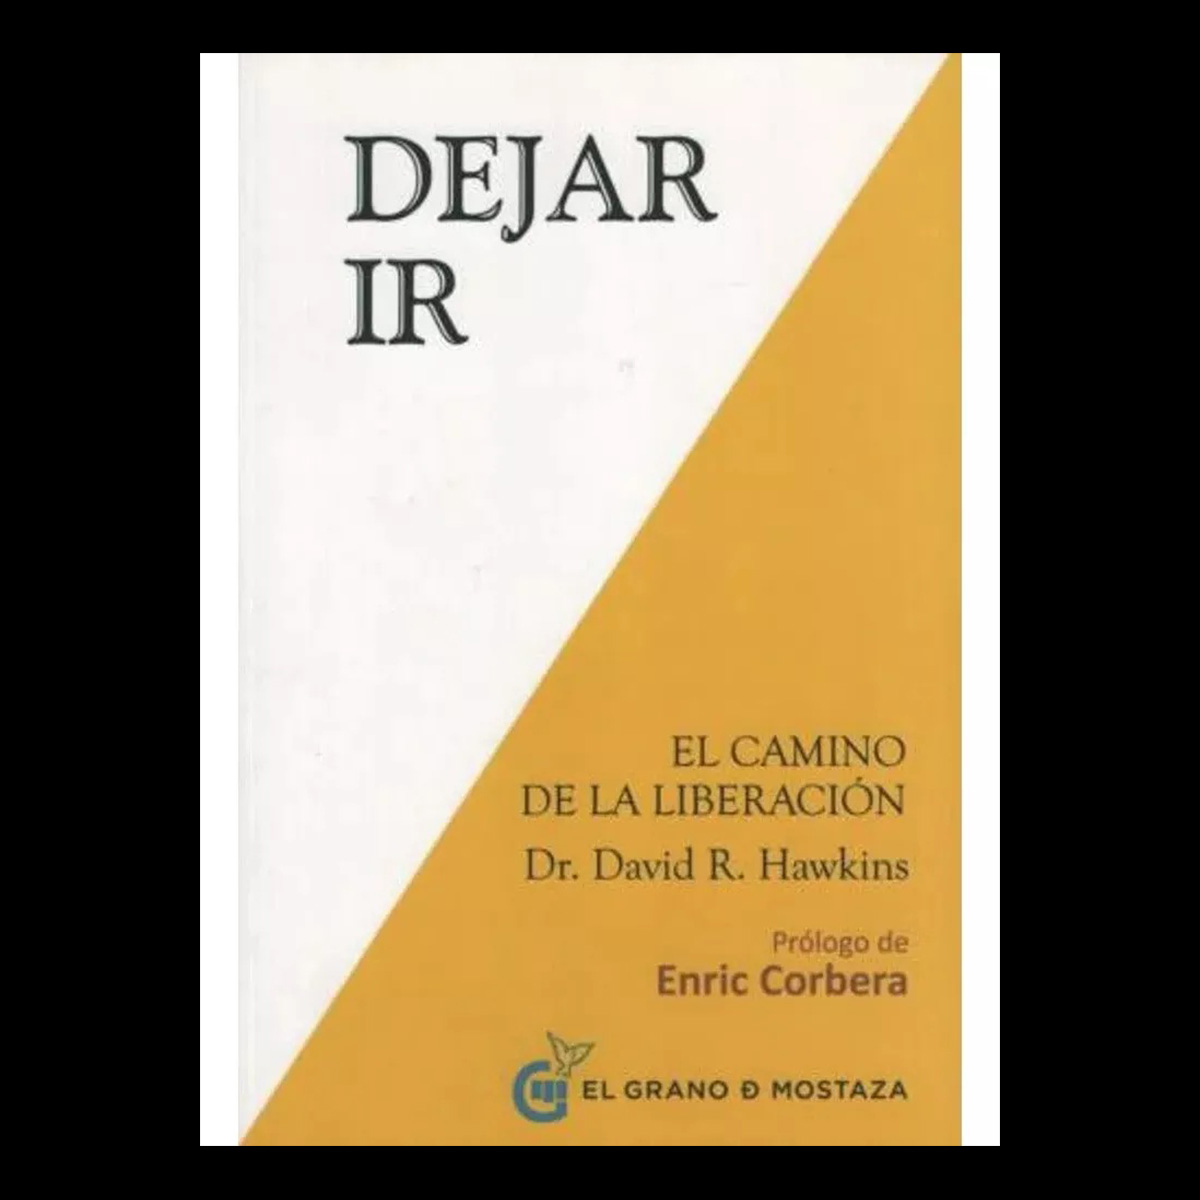 DEJAR
IR
EL CAMINO
DE LA LIBERACIÓN
Dr. David R. Hawkins
Prólogo de
Enric Corbera
EL GRANO Đ MOSTAZA